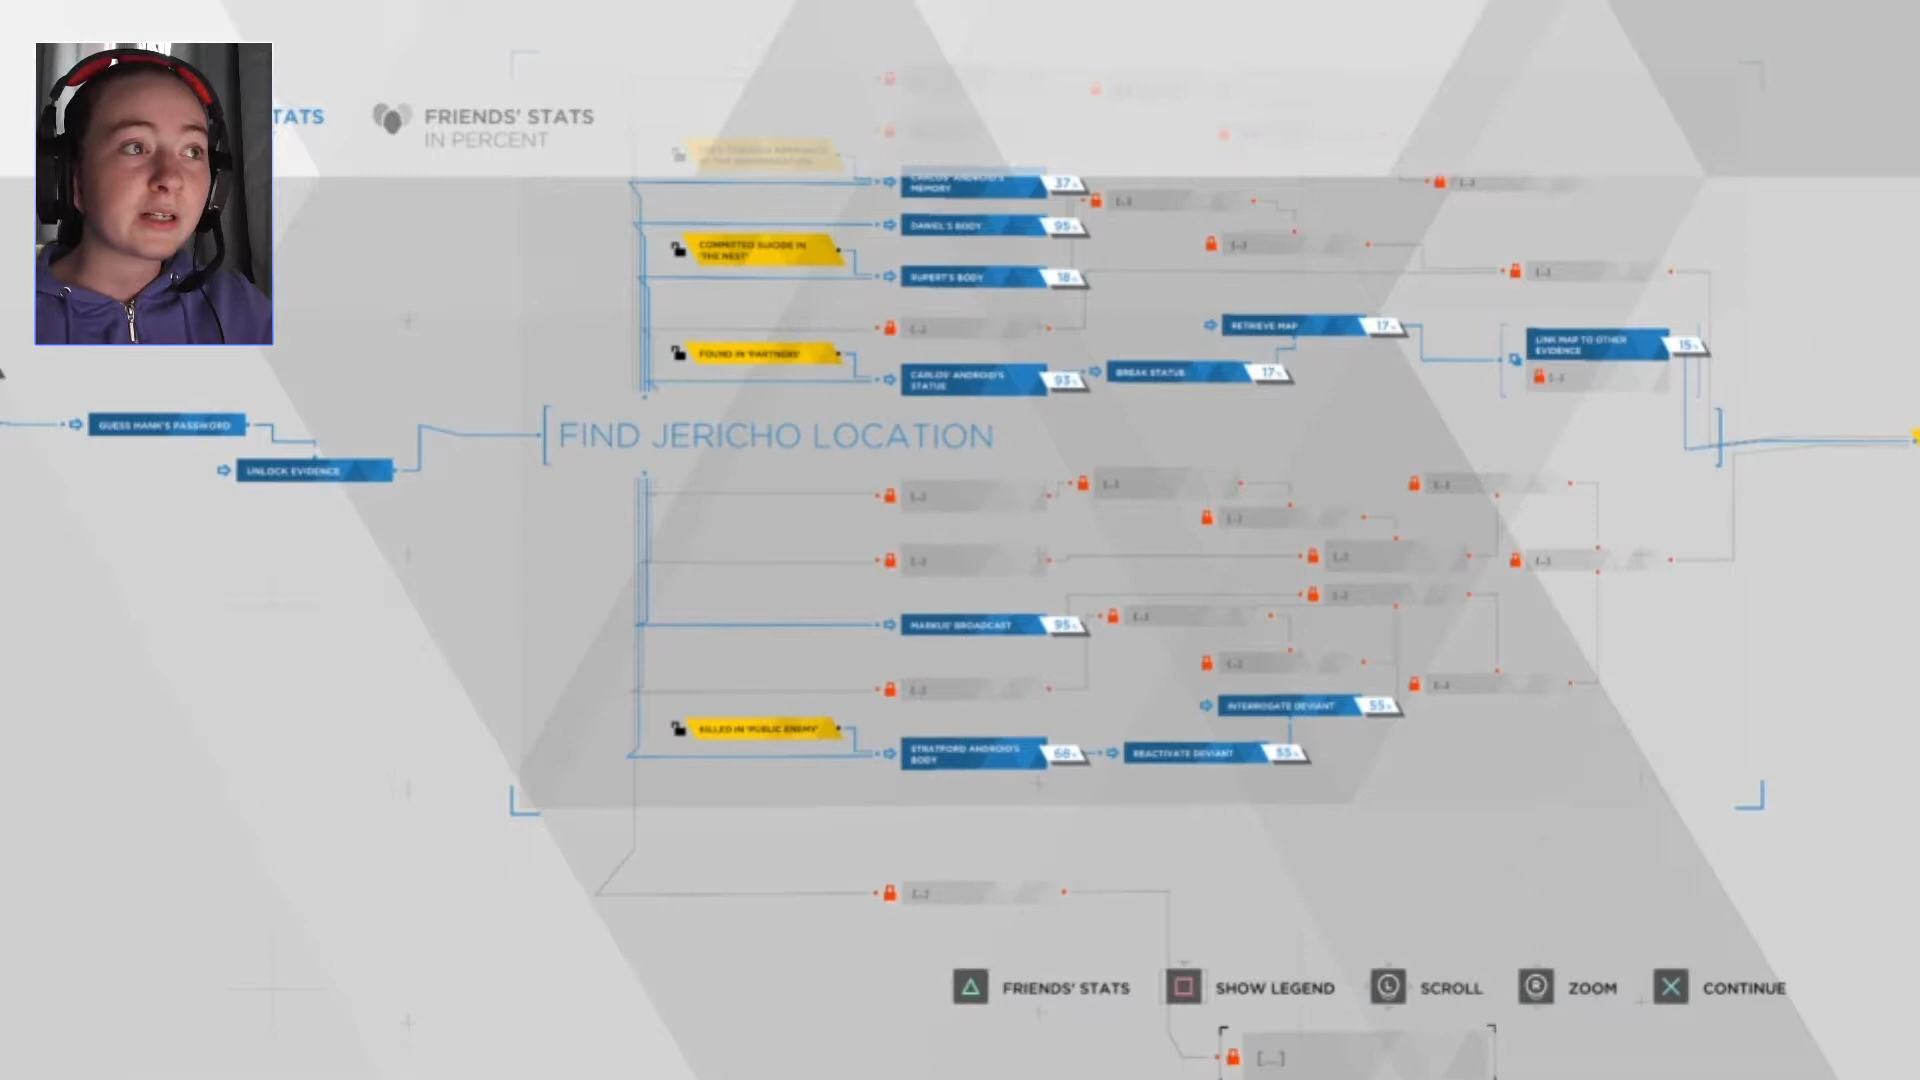 TATS
FRIENDS' STATS
IN PERCENT
CARLOS' ANDROID'S
MEMORY
37%
[...]
[...]
DANIEL'S BODY
95%
COMMITTED SUICIDE IN
'THE NEST'
[...]
RUPERT'S BODY
18%
[...]
[...]
RETRIEVE MAP
17%
LINK MAP TO OTHER
EVIDENCE
15%
FOUND IN 'PARTNERS'
CARLOS' ANDROID'S
STATUE
93%
BREAK STATUE
17%
[...]
GUESS HANK'S PASSWORD
FIND JERICHO LOCATION
UNLOCK EVIDENCE
[...]
[...]
[...]
[...]
[...]
[...]
[...]
[...]
MARKUS' BROADCAST
95%
[...]
[...]
[...]
[...]
INTERROGATE DEVIANT
55%
KILLED IN 'PUBLIC ENEMY'
STRATFORD ANDROID'S
BODY
68%
REACTIVATE DEVIANT
55%
[...]
FRIENDS' STATS
SHOW LEGEND
L
SCROLL
R
ZOOM
CONTINUE
[...]